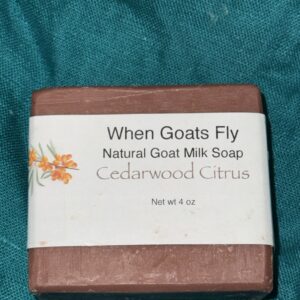 When Goats Fly
Natural Goat Milk Soap
Cedarwood Citrus
Net wt 4 oz